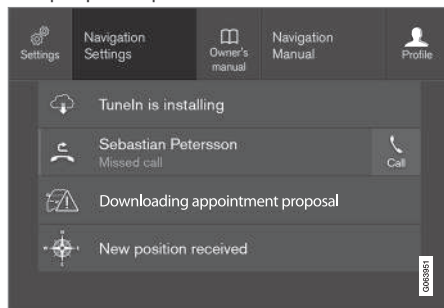 Settings
Navigation
Settings
Owner's
manual
Navigation
Manual
Profile
TuneIn is installing
Sebastian Petersson
Missed call
Call
Downloading appointment proposal
New position received
G063951